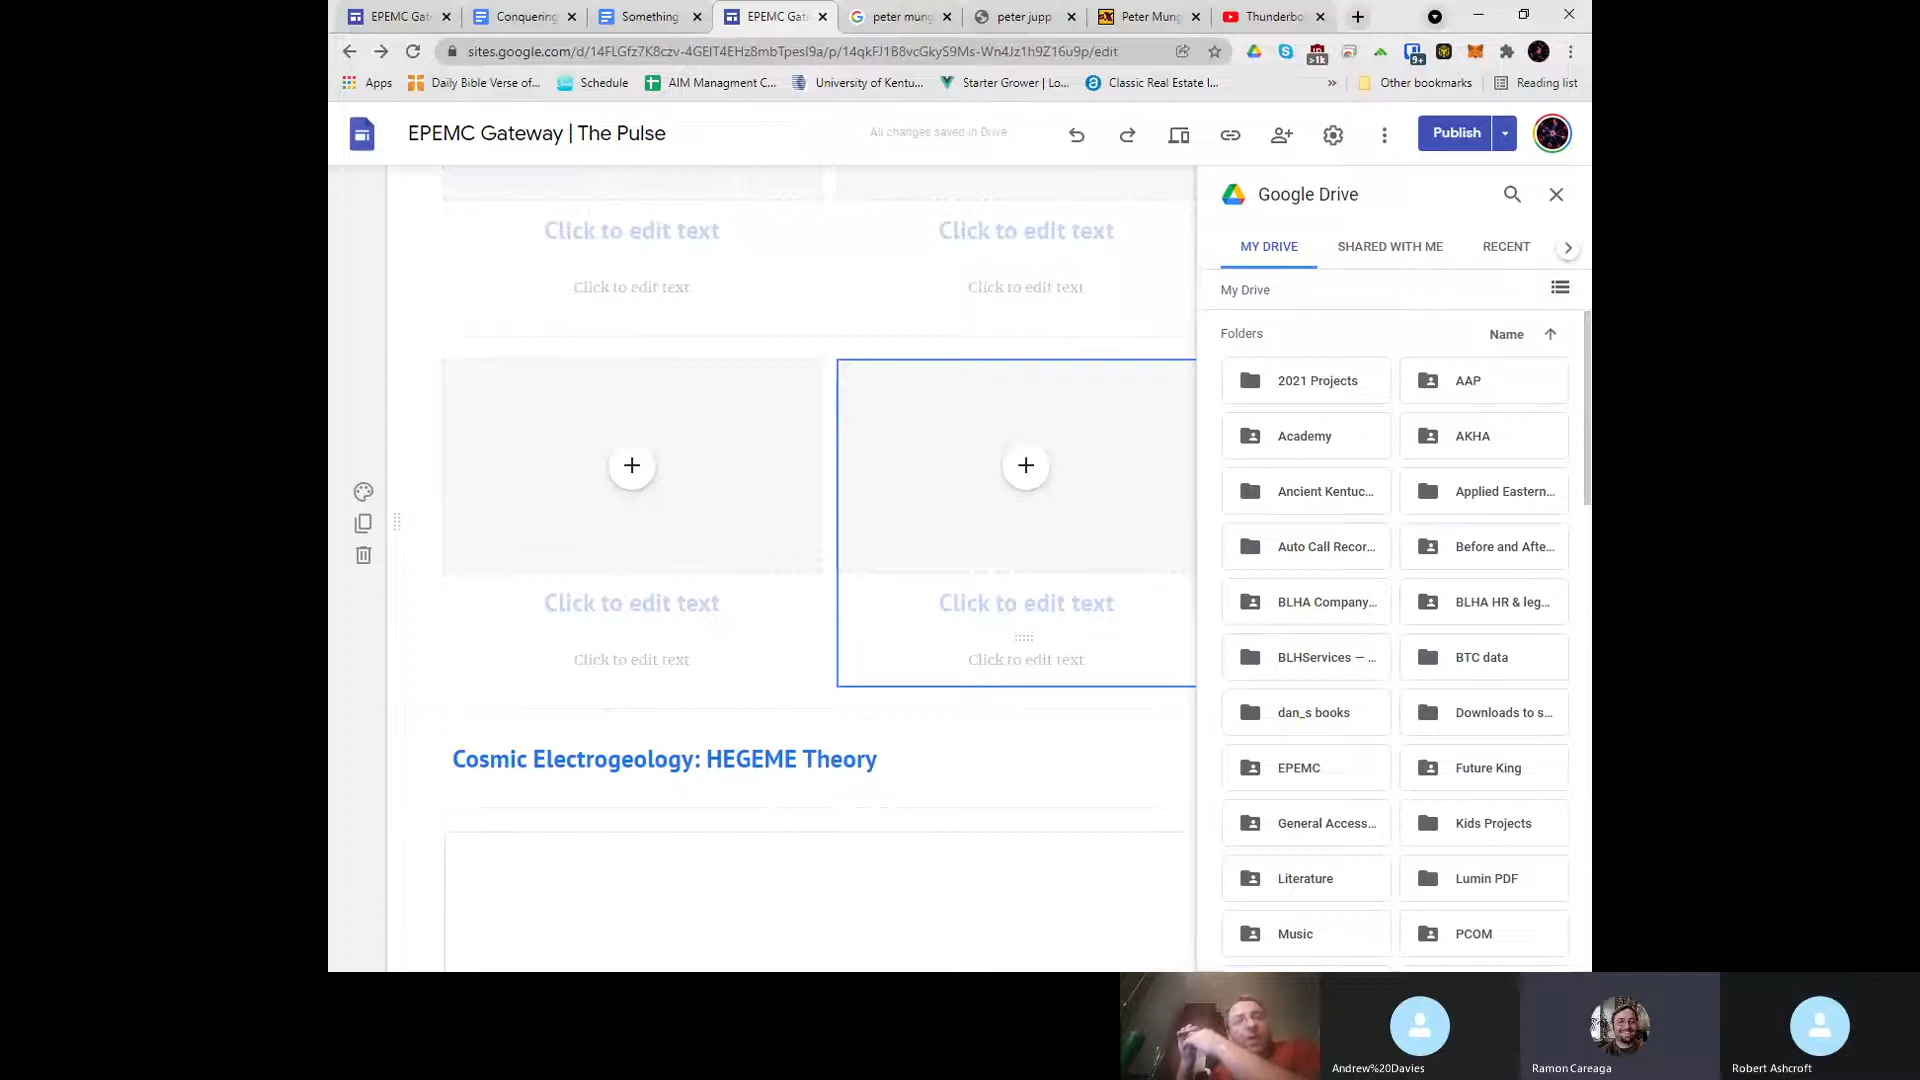 EPEMC Gat
Conquering
Something
EPEMC Gat
peter mung
peter jupp
Peter Mung
Thunderbo
sites.google.com/d/14FLGfz7K8czv-4GEIT4EHz8mbTpesI9a/p/14qkFJ1B8vcGkyS9Ms-Wn4Jz1h9Z16u9p/edit
>1k
9+
Apps
Daily Bible Verse of...
Schedule
AIM Managment C...
University of Kentu...
Starter Grower | Lo...
Classic Real Estate I...
»
Other bookmarks
Reading list
EPEMC Gateway | The Pulse
All changes saved in Drive
Publish
Click to edit text
Click to edit text
Click to edit text
Click to edit text
Click to edit text
Click to edit text
Click to edit text
Click to edit text
Cosmic Electrogeology: HEGEME Theory
Google Drive
MY DRIVE
SHARED WITH ME
RECENT
My Drive
Folders
Name
2021 Projects
AAP
Academy
AKHA
Ancient Kentuc...
Applied Eastern...
Auto Call Recor...
Before and Afte...
BLHA Company...
BLHA HR & leg...
BLHServices — ...
BTC data
dan_s books
Downloads to s...
EPEMC
Future King
General Access...
Kids Projects
Literature
Lumin PDF
Music
PCOM
Andrew%20Davies
Ramon Careaga
Robert Ashcroft